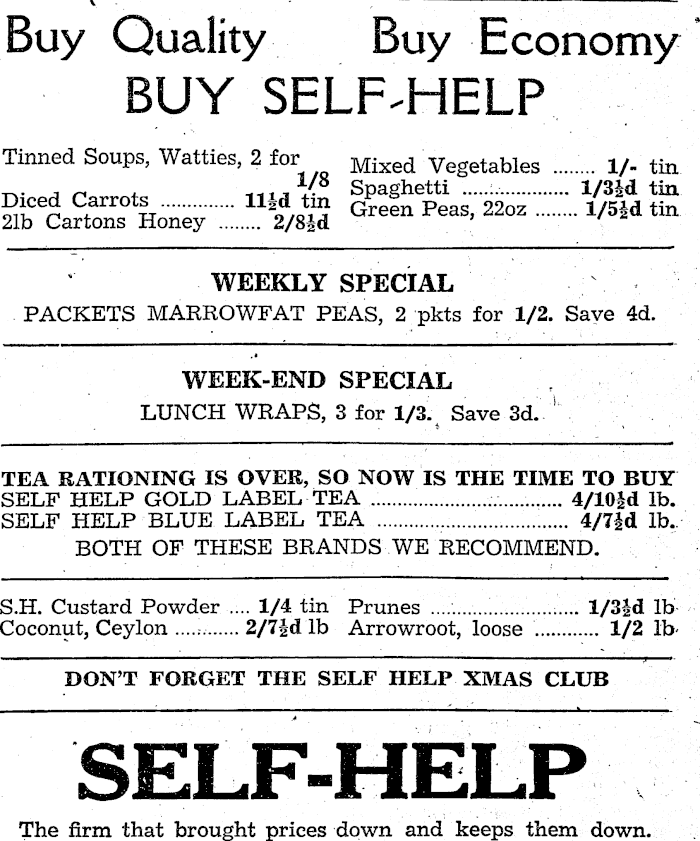 Buy Quality Buy Economy
BUY SELF-HELP
Tinned Soups, Watties, 2 for
1/8
Diced Carrots ............. 11½d tin
2lb Cartons Honey ........ 2/8½d
Mixed Vegetables ........ 1/- tin
Spaghetti .................... 1/3½d tin
Green Peas, 22oz ........ 1/5½d tin
WEEKLY SPECIAL
PACKETS MARROWFAT PEAS, 2 pkts for 1/2. Save 4d.
WEEK-END SPECIAL
LUNCH WRAPS, 3 for 1/3. Save 3d.
TEA RATIONING IS OVER, SO NOW IS THE TIME TO BUY
SELF HELP GOLD LABEL TEA .................................. 4/10½d lb.
SELF HELP BLUE LABEL TEA .................................. 4/7½d lb.
BOTH OF THESE BRANDS WE RECOMMEND.
S.H. Custard Powder .... 1/4 tin
Coconut, Ceylon ............ 2/7½d lb
Prunes ........................... 1/3½d lb
Arrowroot, loose ............ 1/2 lb
DON'T FORGET THE SELF HELP XMAS CLUB
SELF-HELP
The firm that brought prices down and keeps them down.